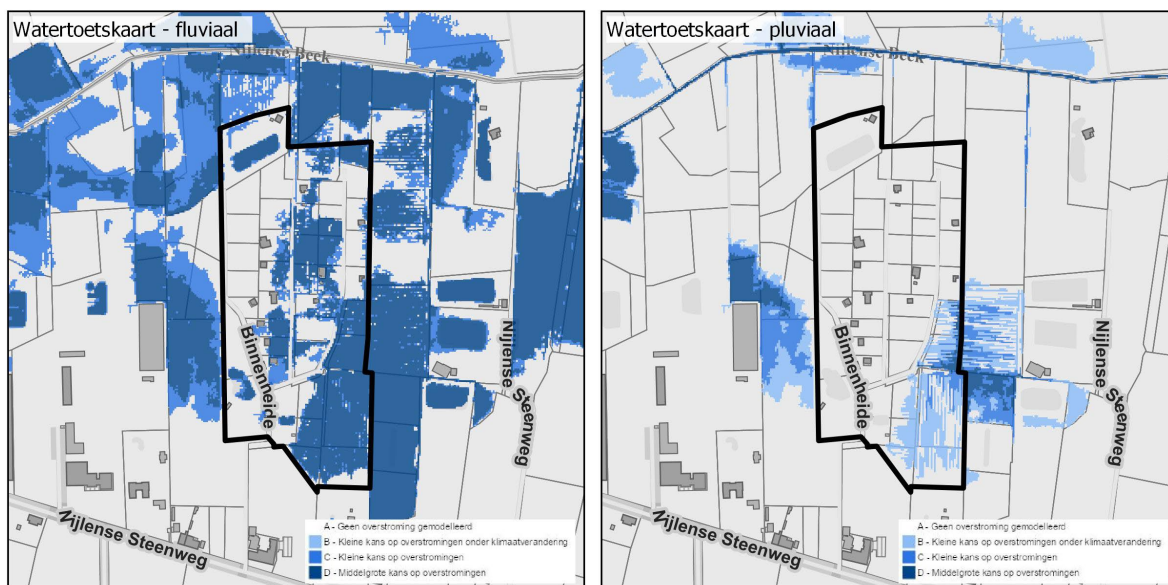 Watertoetskaart - fluviaal
Nijlense Beek
Binnenheide
Nijlense Steenweg
Nijlense Steenweg
A - Geen overstroming gemodelleerd
B - Kleine kans op overstromingen onder klimaatverandering
C - Kleine kans op overstromingen
D - Middelgrote kans op overstromingen
Watertoetskaart - pluviaal
Nijlense Beek
Binnenheide
Nijlense Steenweg
Nijlense Steenweg
A - Geen overstroming gemodelleerd
B - Kleine kans op overstromingen onder klimaatverandering
C - Kleine kans op overstromingen
D - Middelgrote kans op overstromingen